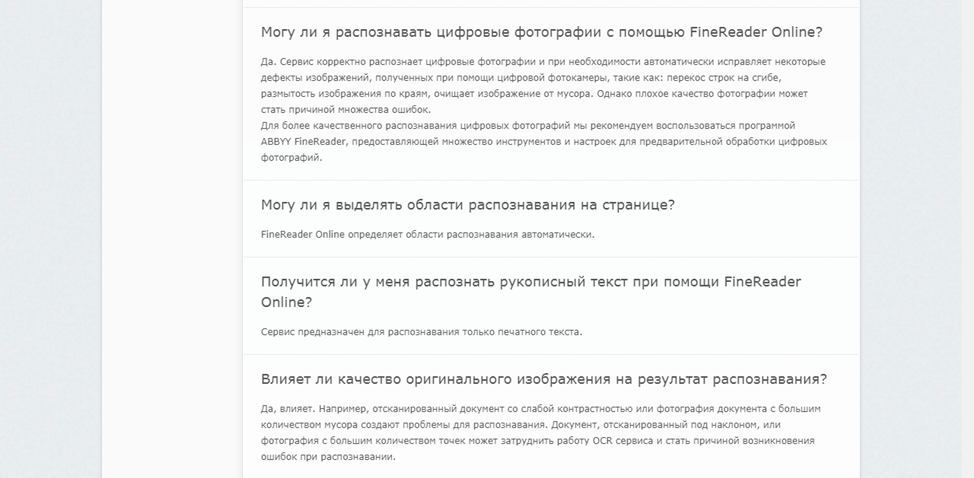 Могу ли я распознавать цифровые фотографии с помощью FineReader Online?
Да. Сервис корректно распознает цифровые фотографии и при необходимости автоматически исправляет некоторые
дефекты изображений, полученных при помощи цифровой фотокамеры, такие как: перекос строк на сгибе,
размытость изображения по краям, очищает изображение от мусора. Однако плохое качество фотографии может
стать причиной множества ошибок.
Для более качественного распознавания цифровых фотографий мы рекомендуем воспользоваться программой
ABBYY FineReader, предоставляющей множество инструментов и настроек для предварительной обработки цифровых
фотографий.
Могу ли я выделять области распознавания на странице?
FineReader Online определяет области распознавания автоматически.
Получится ли у меня распознать рукописный текст при помощи FineReader
Online?
Сервис предназначен для распознавания только печатного текста.
Влияет ли качество оригинального изображения на результат распознавания?
Да, влияет. Например, отсканированный документ со слабой контрастностью или фотография документа с большим
количеством мусора создают проблемы для распознавания. Документ, отсканированный под наклоном, или
фотография с большим количеством точек может затруднить работу OCR сервиса и стать причиной возникновения
ошибок при распознавании.